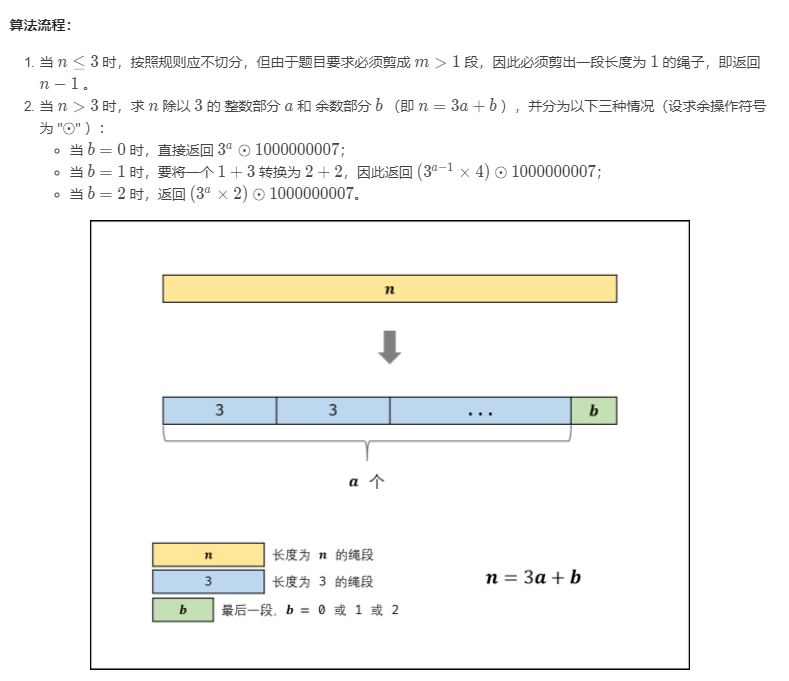 算法流程：
1. 当 n ≤ 3 时，按照规则应不切分，但由于题目要求必须剪成 m > 1 段，因此必须剪出一段长度为 1 的绳子，即返回
n − 1 。
2. 当 n > 3 时，求 n 除以 3 的 整数部分 a 和 余数部分 b （即 n = 3a + b ），并分为以下三种情况（设求余操作符号
为 "⊙" ）：
当 b = 0 时，直接返回 3^a ⊙ 1000000007；
当 b = 1 时，要将一个 1 + 3 转换为 2 + 2，因此返回 (3^{a−1} × 4) ⊙ 1000000007；
当 b = 2 时，返回 (3^a × 2) ⊙ 1000000007。
n
3 3 ... b
a 个
n 长度为 n 的绳段
3 长度为 3 的绳段
n = 3a + b
b 最后一段，b = 0 或 1 或 2